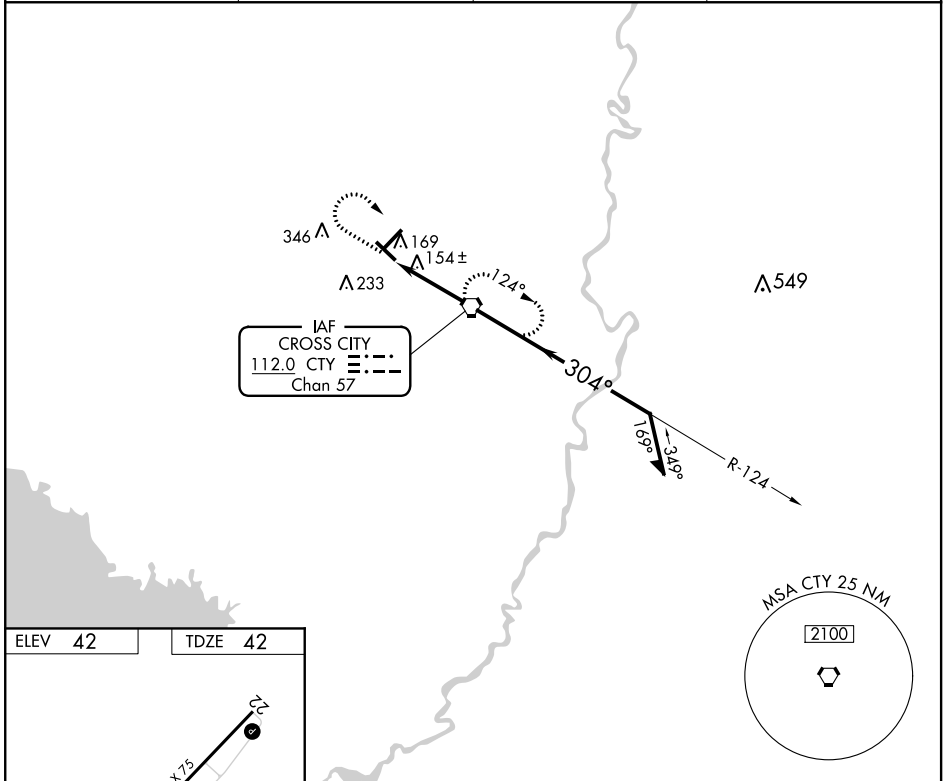 346
169
154 ±
233
124°
549
IAF
CROSS CITY
112.0 CTY
Chan 57
304°
169°
349°
R-124
MSA CTY 25 NM
2100
ELEV 42
TDZE 42
22
P
X 75